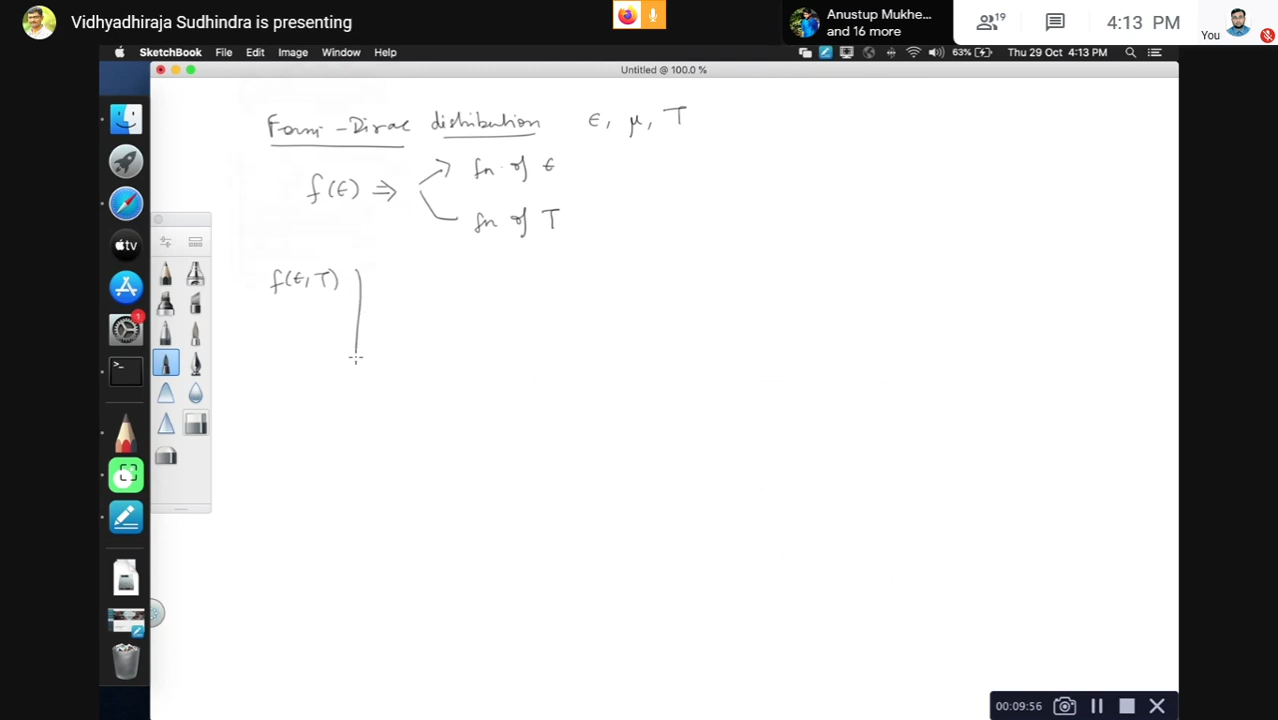 Vidhyadhiraja Sudhindra is presenting
Anustup Mukhe...
and 16 more
19
4:13 PM
You
SketchBook File Edit Image Window Help
63% Thu 29 Oct 4:13 PM
Untitled @ 100.0 %
Fermi-Dirac distribution ε, μ, T
f(ε) ⇒ fn. of ε
fn of T
f(ε, T)
tv
1
>_
00:09:56